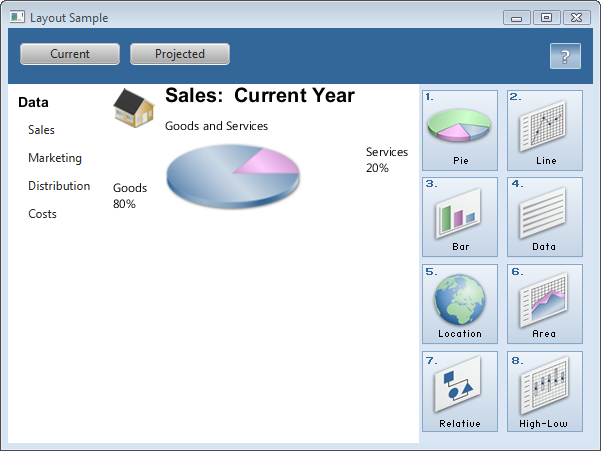 Layout Sample
Current
Projected
?
Data
Sales
Marketing
Distribution
Costs
Sales: Current Year
Goods and Services
Services
20%
Goods
80%
1.
Pie
2.
Line
3.
Bar
4.
Data
5.
Location
6.
Area
7.
Relative
8.
High-Low